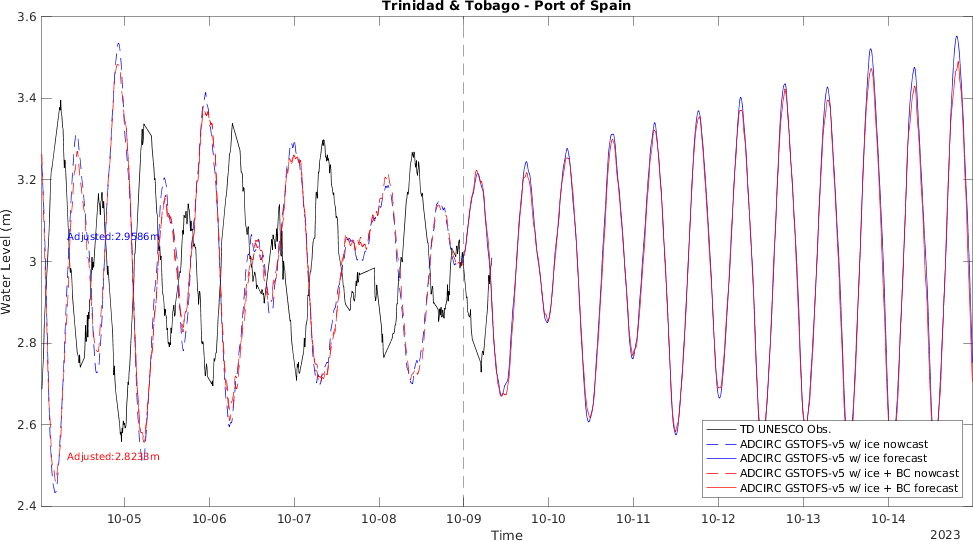 Trinidad & Tobago - Port of Spain
3.6
3.4
3.2
3
2.8
2.6
2.4
Water Level (m)
Adjusted:2.9586m
Adjusted:2.8233m
TD UNESCO Obs.
ADCIRC GSTOFS-v5 w/ ice nowcast
ADCIRC GSTOFS-v5 w/ ice forecast
ADCIRC GSTOFS-v5 w/ ice + BC nowcast
ADCIRC GSTOFS-v5 w/ ice + BC forecast
10-05 10-06 10-07 10-08 10-09 10-10 10-11 10-12 10-13 10-14
Time
2023